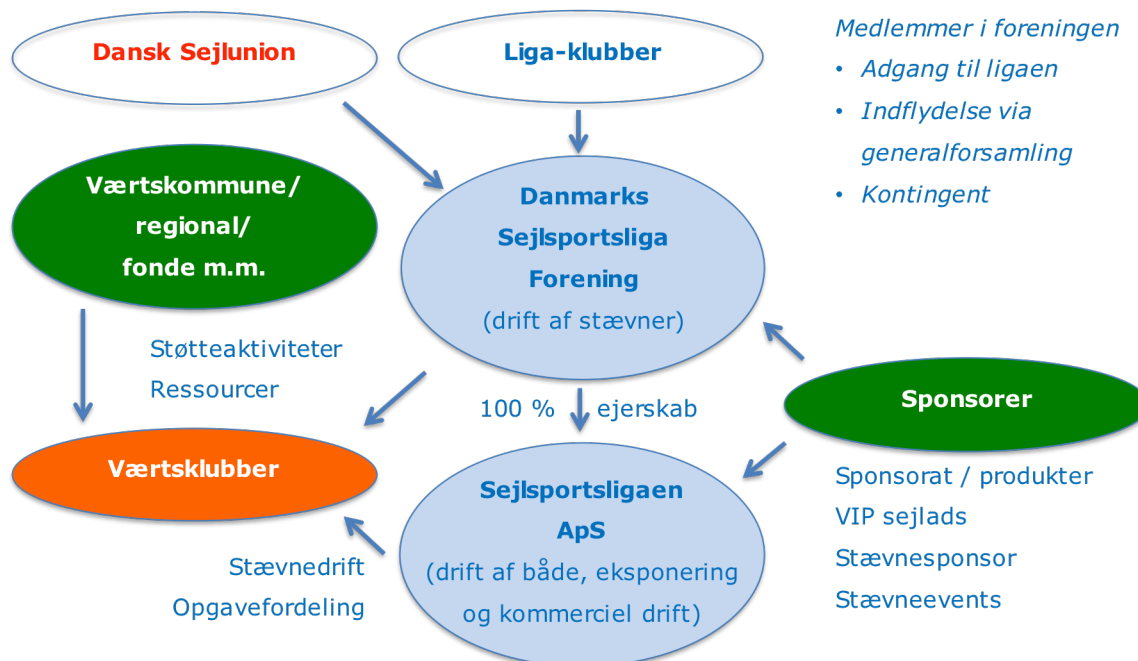 Dansk Sejlunion
Liga-klubber
Medlemmer i foreningen
• Adgang til ligaen
• Indflydelse via
generalforsamling
• Kontingent
Værtskommune/
regional/
fonde m.m.
Danmarks
Sejlsportsliga
Forening
(drift af stævner)
Støtteaktiviteter
Ressourcer
100 % ejerskab
Sponsorer
Værtsklubber
Sejlsportsligaen
ApS
(drift af både, eksponering
og kommerciel drift)
Sponsorat / produkter
VIP sejlads
Stævnesponsor
Stævneevents
Stævnedrift
Opgavefordeling